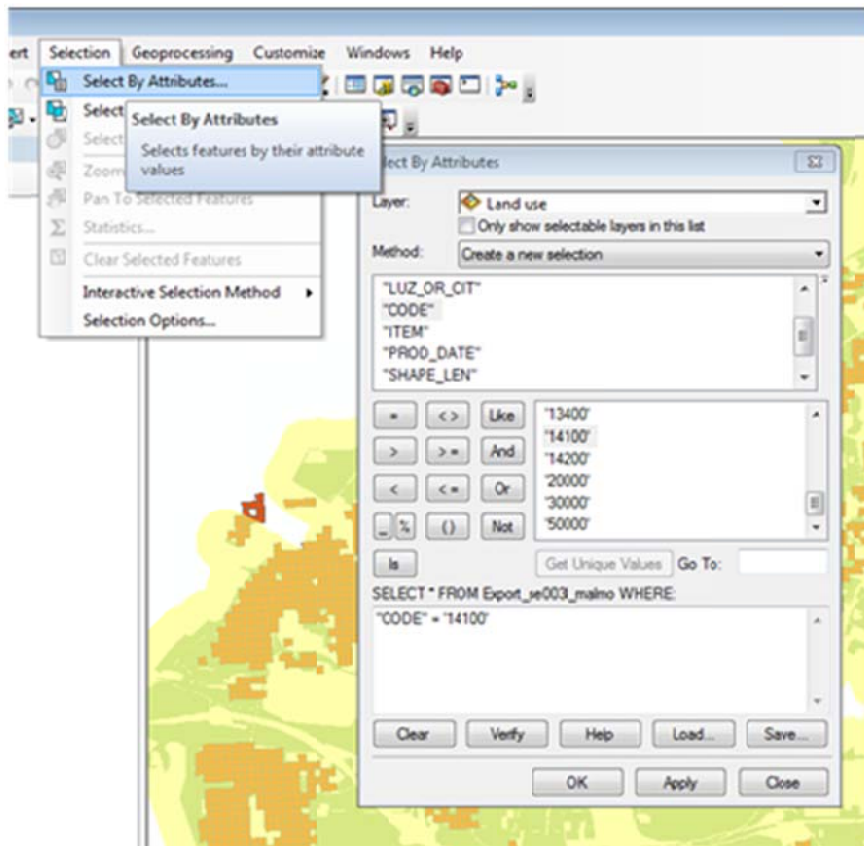 ert Selection Geoprocessing Customize Windows Help
Select By Attributes...
Select
Select By Attributes
Selects features by their attribute
values
Select
Zoom
Pan To Selected Features
Statistics...
Clear Selected Features
Interactive Selection Method
Selection Options...
lect By Attributes
Layer: Land use
Only show selectable layers in this list
Method: Create a new selection
"LUZ_OR_CIT"
"CODE"
"ITEM"
"PROD_DATE"
"SHAPE_LEN"
= <> Like
> >= And
< <= Or
_ % () Not
Is
'13400'
'14100'
'14200'
'20000'
'30000'
'50000'
Get Unique Values Go To:
SELECT * FROM Export_se003l_malmo WHERE:
"CODE" = '14100'
Clear Verify Help Load... Save...
OK Apply Close